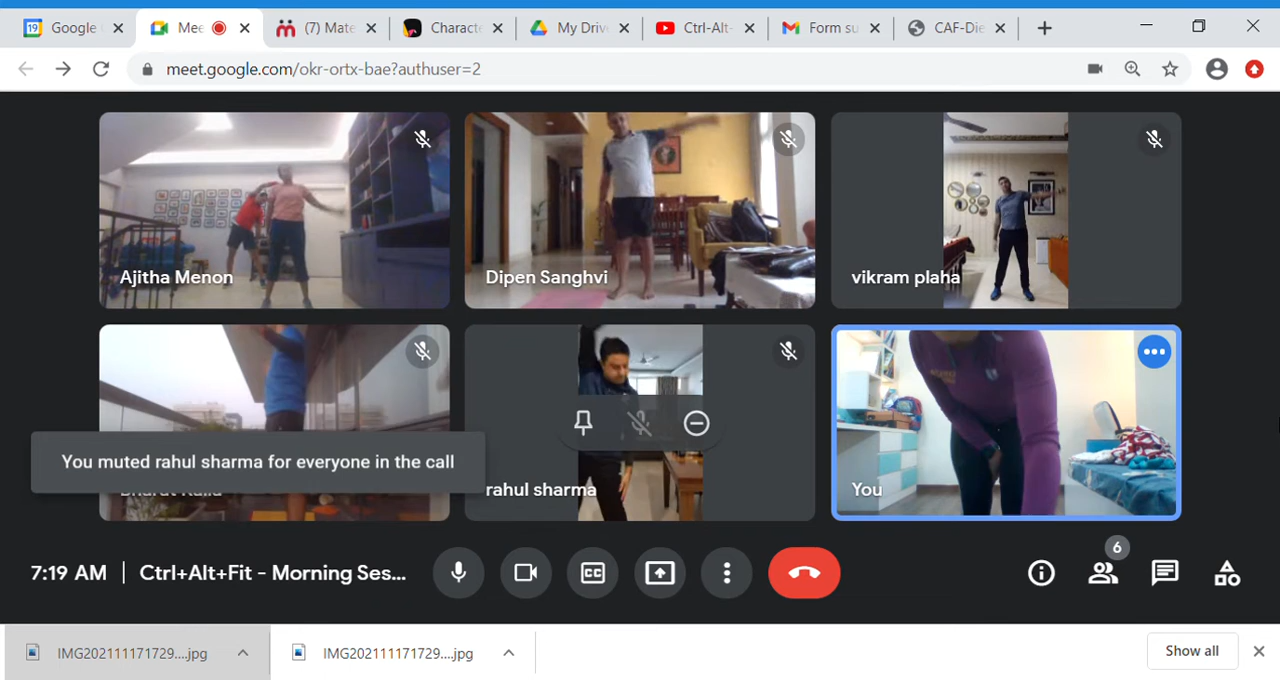 Google
Mee
(7) Mate
Characte
My Driv
Ctrl-Alt-
Form su
CAF-Die
meet.google.com/okr-ortx-bae?authuser=2
Ajitha Menon
Dipen Sanghvi
vikram plaha
You muted rahul sharma for everyone in the call
rahul sharma
You
7:19 AM | Ctrl+Alt+Fit - Morning Ses...
CC
6
IMG202111171729....jpg
IMG202111171729....jpg
Show all